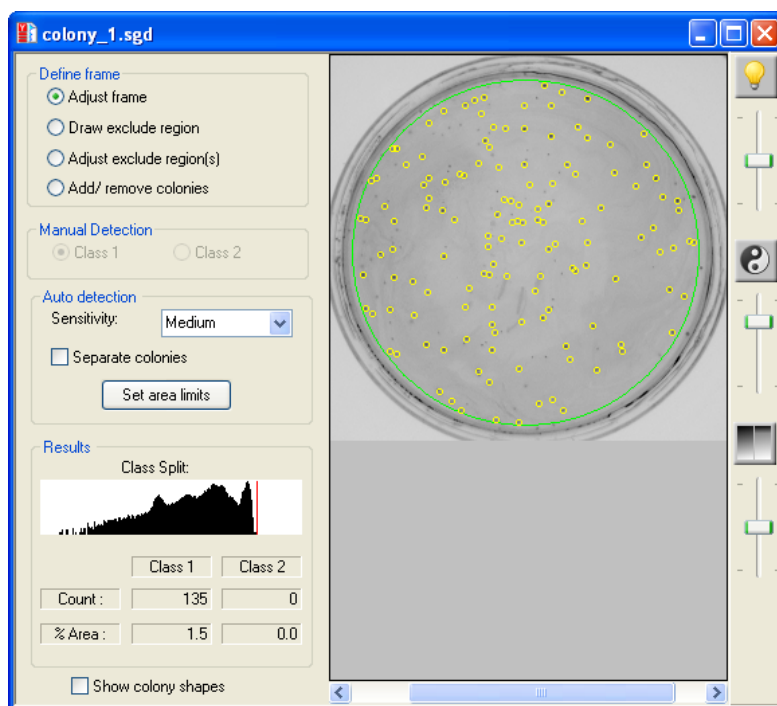 colony_1.sgd
Define frame
Adjust frame
Draw exclude region
Adjust exclude region(s)
Add/ remove colonies
Manual Detection
Class 1 Class 2
Auto detection
Sensitivity: Medium
Separate colonies
Set area limits
Results
Class Split:
Class 1 Class 2
Count : 135 0
% Area : 1.5 0.0
Show colony shapes